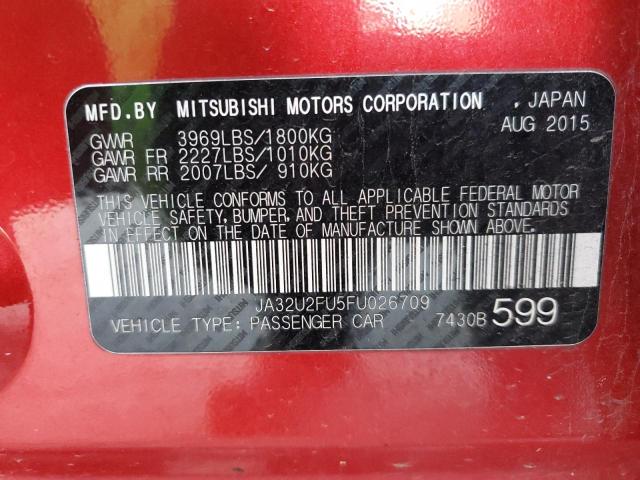 MFD.BY MITSUBISHI MOTORS CORPORATION , JAPAN
AUG 2015
GVWR 3969LBS/1800KG
GAWR FR 2227LBS/1010KG
GAWR RR 2007LBS/ 910KG
THIS VEHICLE CONFORMS TO ALL APPLICABLE FEDERAL MOTOR
VEHICLE SAFETY, BUMPER, AND THEFT PREVENTION STANDARDS
IN EFFECT ON THE DATE OF MANUFACTURE SHOWN ABOVE.
JA32U2FU5FU026709
VEHICLE TYPE: PASSENGER CAR 7430B 599